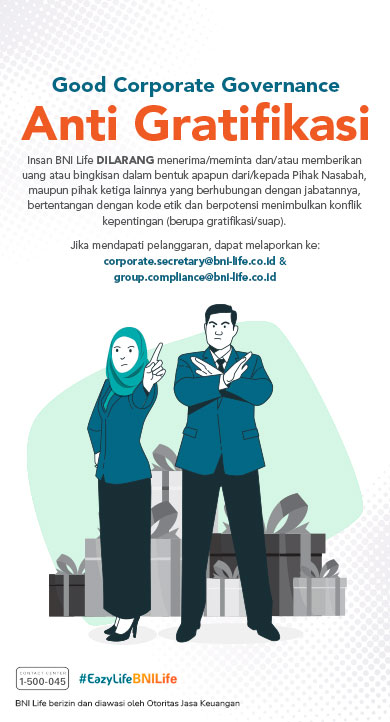 Good Corporate Governance
Anti Gratifikasi
Insan BNI Life DILARANG menerima/meminta dan/atau memberikan
uang atau bingkisan dalam bentuk apapun dari/kepada Pihak Nasabah,
maupun pihak ketiga lainnya yang berhubungan dengan jabatannya,
bertentangan dengan kode etik dan berpotensi menimbulkan konflik
kepentingan (berupa gratifikasi/suap).
Jika mendapati pelanggaran, dapat melaporkan ke:
corporate.secretary@bni-life.co.id &
group.compliance@bni-life.co.id
CONTACT CENTER
1-500-045
#EazyLifeBNILife
BNI Life berizin dan diawasi oleh Otoritas Jasa Keuangan